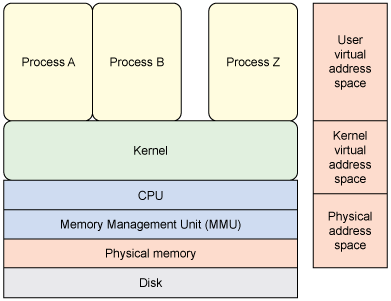 Process A
Process B
Process Z
Kernel
CPU
Memory Management Unit (MMU)
Physical memory
Disk
User
virtual
address
space
Kernel
virtual
address
space
Physical
address
space